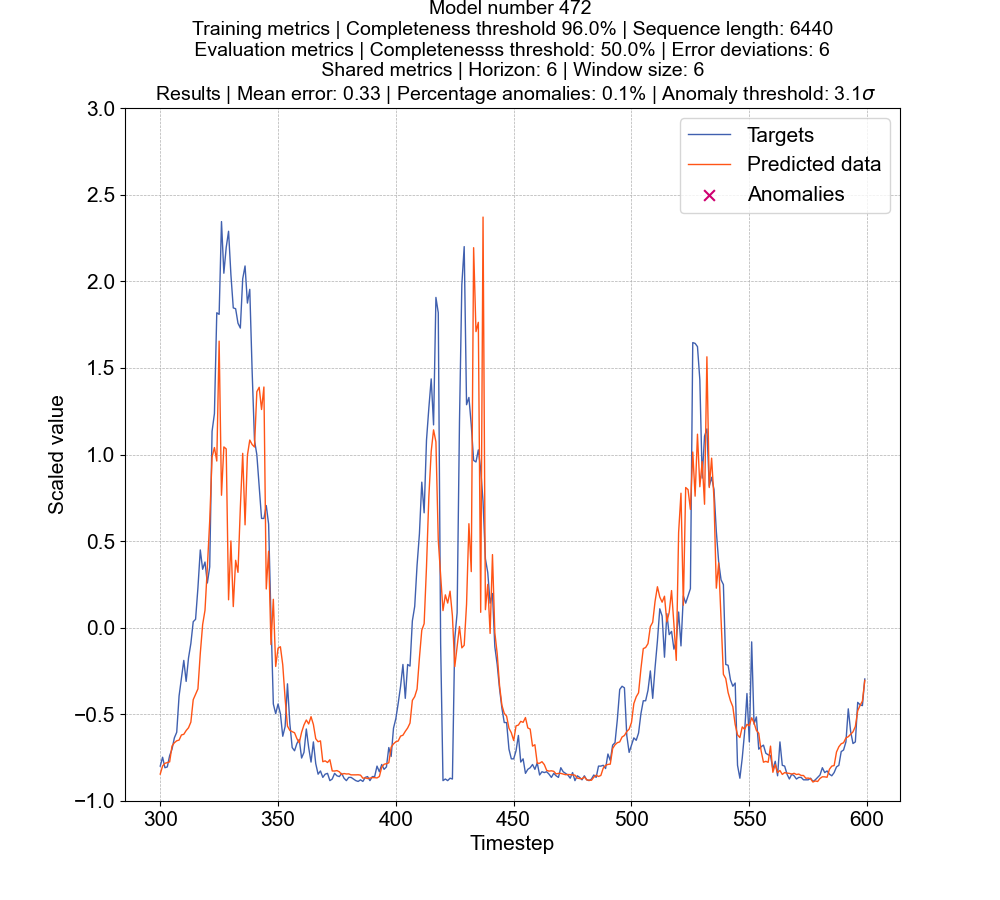 Model number 472
Training metrics | Completeness threshold 96.0% | Sequence length: 6440
Evaluation metrics | Completenesss threshold: 50.0% | Error deviations: 6
Shared metrics | Horizon: 6 | Window size: 6
Results | Mean error: 0.33 | Percentage anomalies: 0.1% | Anomaly threshold: 3.1σ
Targets
Predicted data
Anomalies
3.0
2.5
2.0
1.5
1.0
0.5
0.0
−0.5
−1.0
Scaled value
300 350 400 450 500 550 600
Timestep